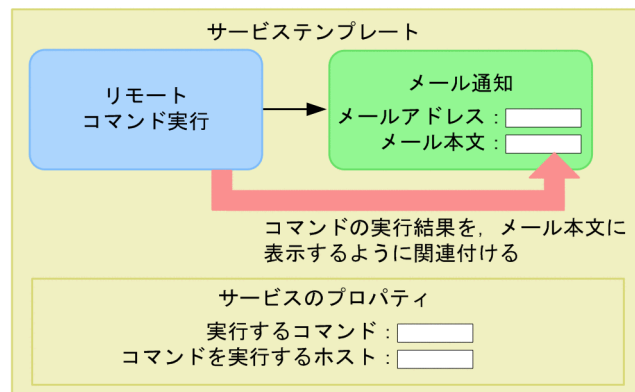 サービステンプレート
リモート
コマンド実行
メール通知
メールアドレス：
メール本文：
コマンドの実行結果を，メール本文に
表示するように関連付ける
サービスのプロパティ
実行するコマンド：
コマンドを実行するホスト：